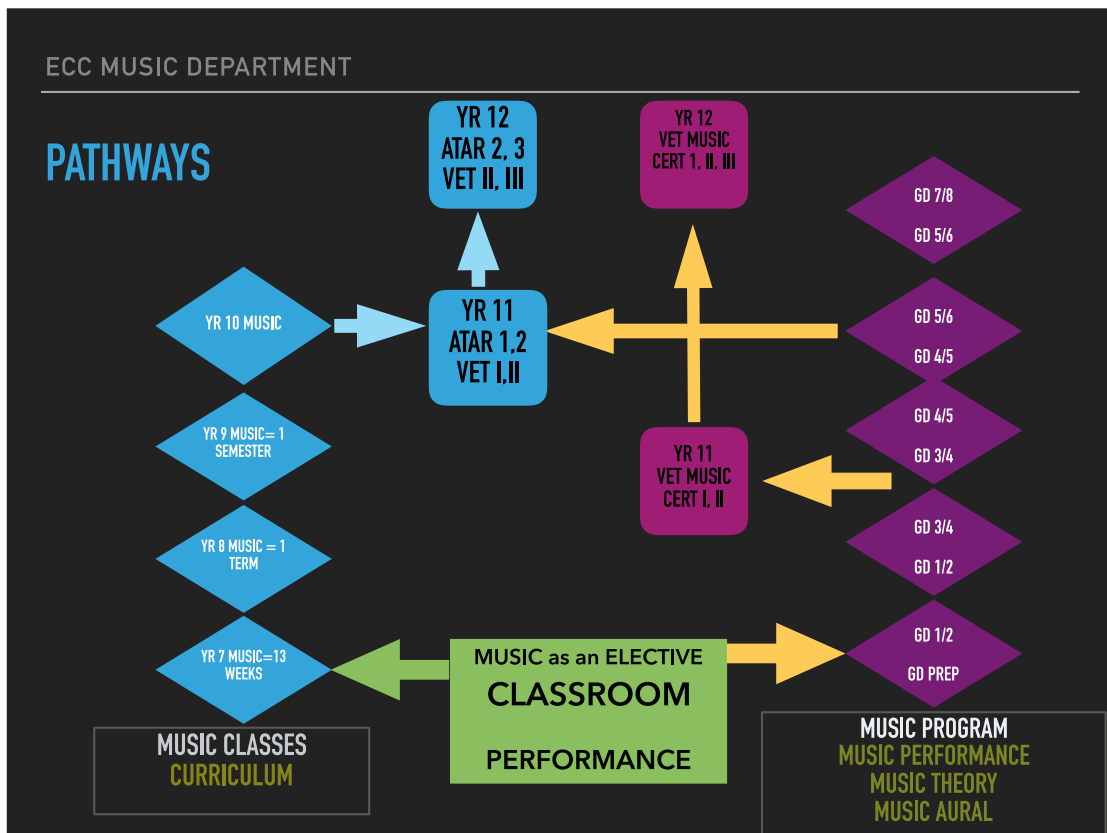 ECC MUSIC DEPARTMENT
PATHWAYS
YR 12
ATAR 2, 3
VET II, III
YR 12
VET MUSIC
CERT 1, II, III
GD 7/8
GD 5/6
YR 10 MUSIC
YR 11
ATAR 1,2
VET I,II
GD 5/6
GD 4/5
YR 9 MUSIC= 1
SEMESTER
YR 11
VET MUSIC
CERT I, II
GD 4/5
GD 3/4
YR 8 MUSIC = 1
TERM
GD 3/4
GD 1/2
YR 7 MUSIC=13
WEEKS
MUSIC as an ELECTIVE
CLASSROOM
PERFORMANCE
GD 1/2
GD PREP
MUSIC CLASSES
CURRICULUM
MUSIC PROGRAM
MUSIC PERFORMANCE
MUSIC THEORY
MUSIC AURAL